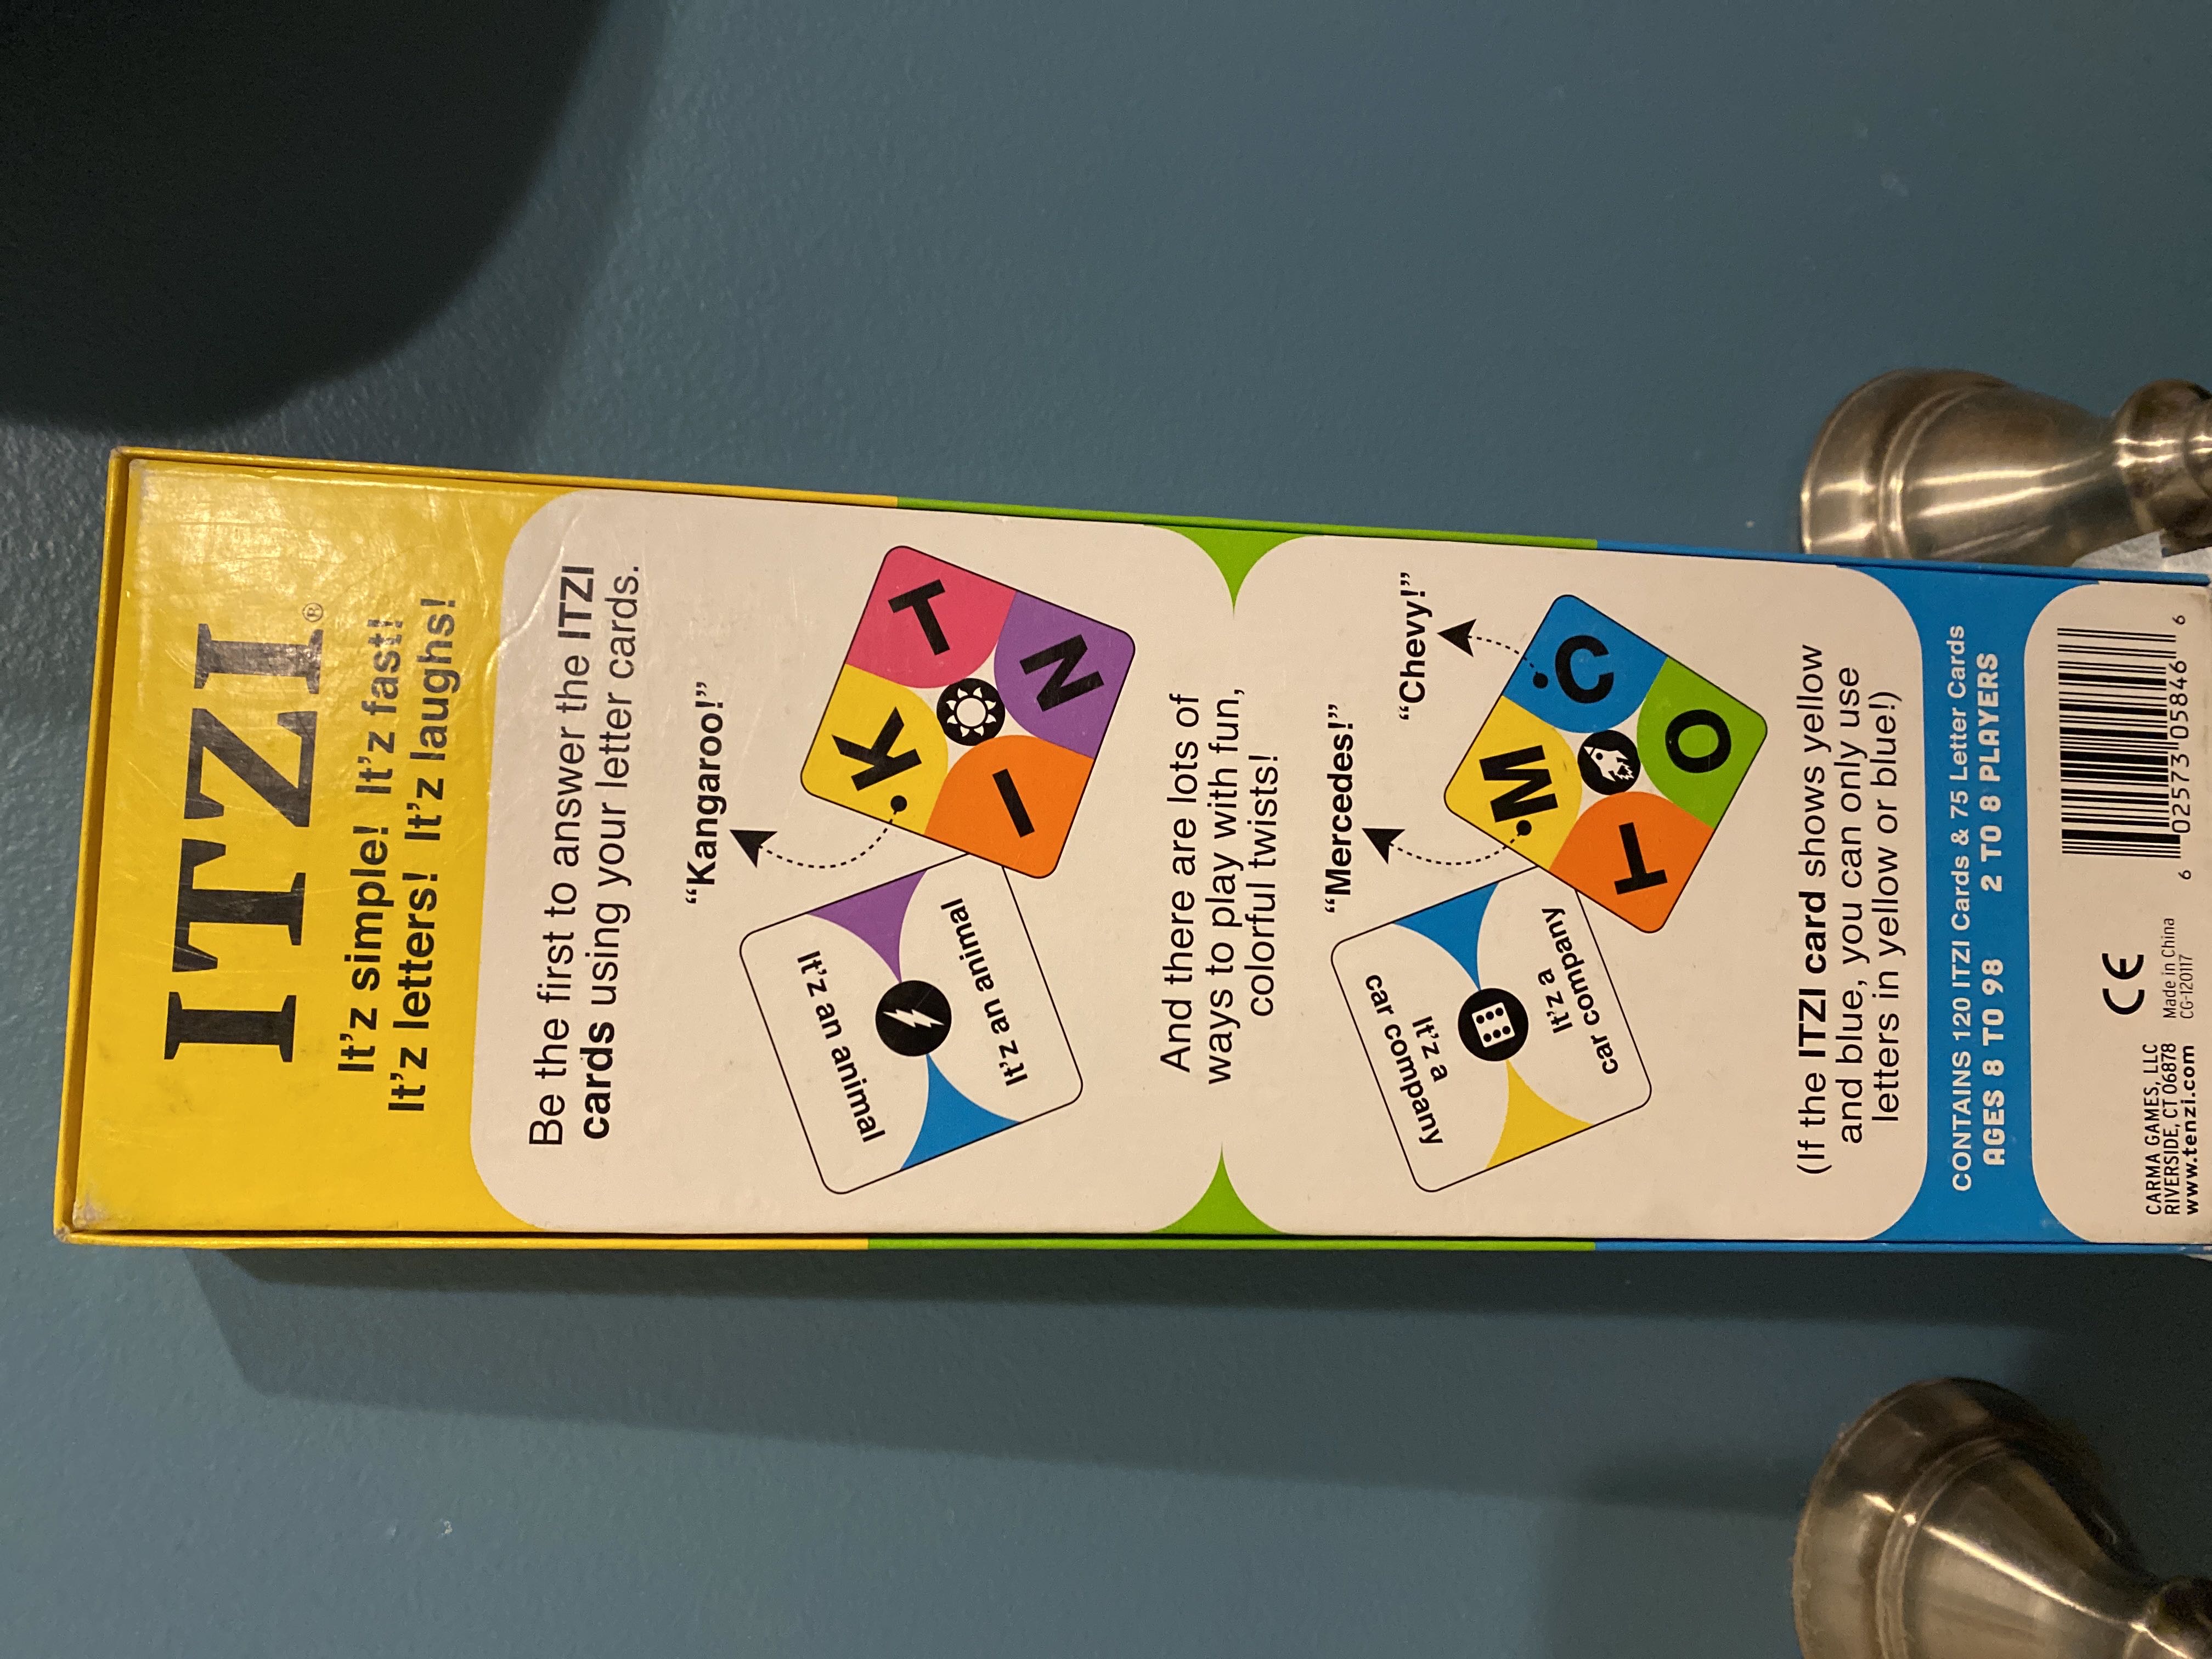 ITZI®
It'z simple! It'z fast!
It'z letters! It'z laughs!
Be the first to answer the ITZI
cards using your letter cards.
"Kangaroo!"
It'z an animal
It'z an animal
K
T
I
N
And there are lots of
ways to play with fun,
colorful twists!
"Mercedes!"
"Chevy!"
It'z a
car company
It'z a
car company
M
C
T
O
(If the ITZI card shows yellow
and blue, you can only use
letters in yellow or blue!)
CONTAINS 120 ITZI Cards & 75 Letter Cards
AGES 8 TO 98 2 TO 8 PLAYERS
CARMA GAMES, LLC
RIVERSIDE, CT 06878
www.tenzi.com
CE
Made in China
CG-120117
6 02573 05846 6